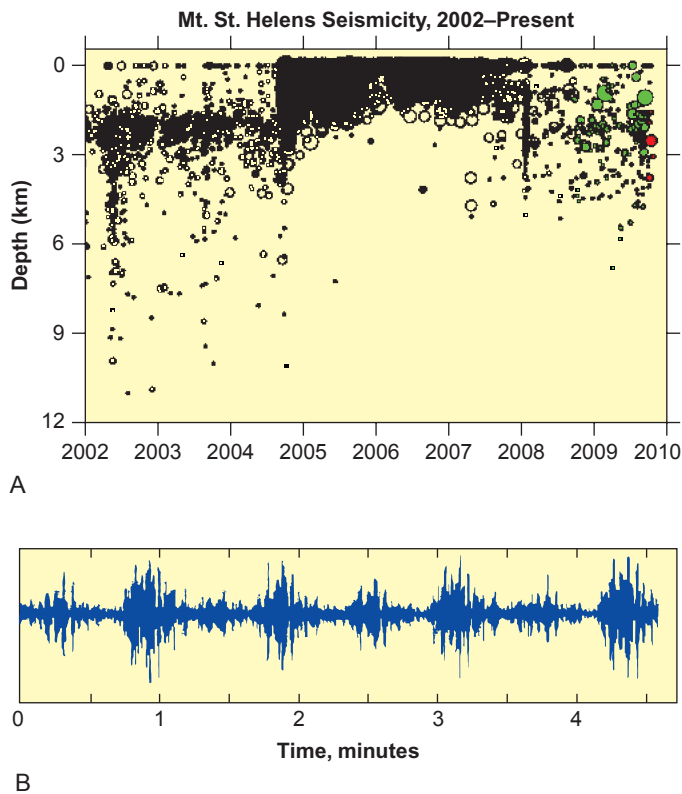 Mt. St. Helens Seismicity, 2002–Present
0
3
6
9
12
Depth (km)
2002 2003 2004 2005 2006 2007 2008 2009 2010
A
0 1 2 3 4
Time, minutes
B